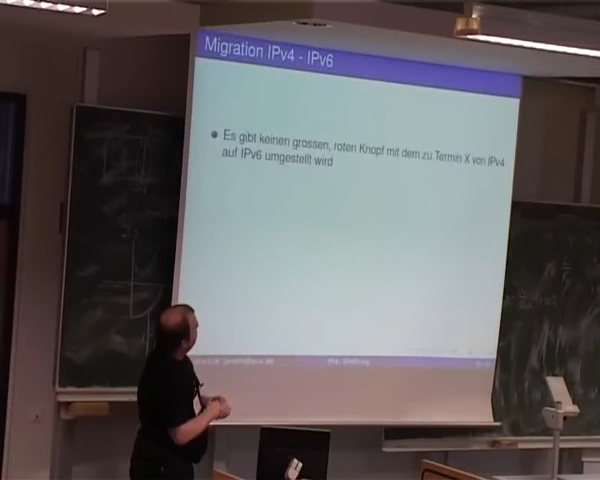 Migration IPv4 - IPv6
Es gibt keinen grossen, roten Knopf mit dem zu Termin X von IPv4
auf IPv6 umgestellt wird